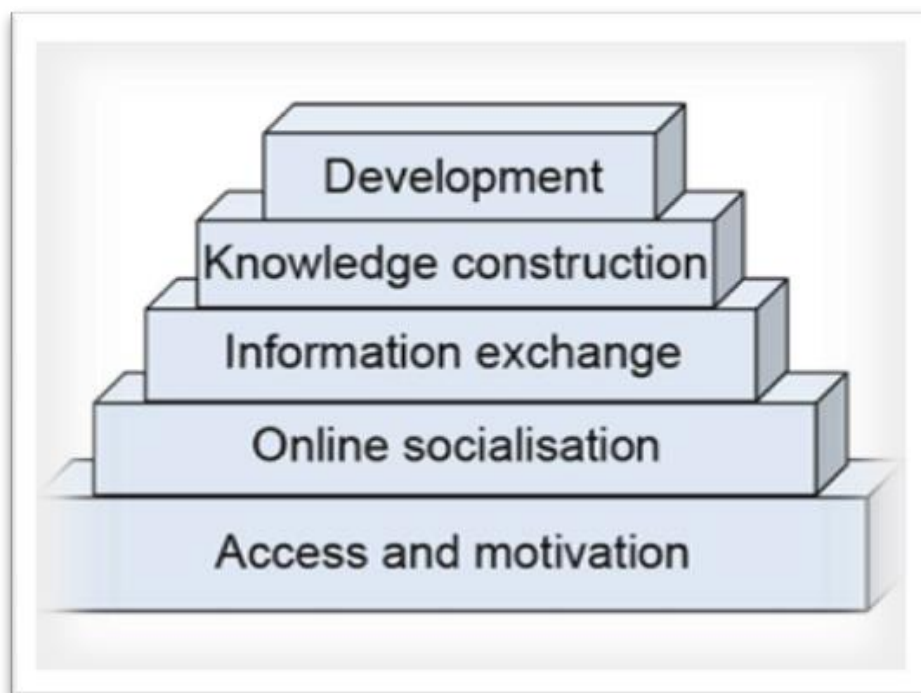 Development
Knowledge construction
Information exchange
Online socialisation
Access and motivation